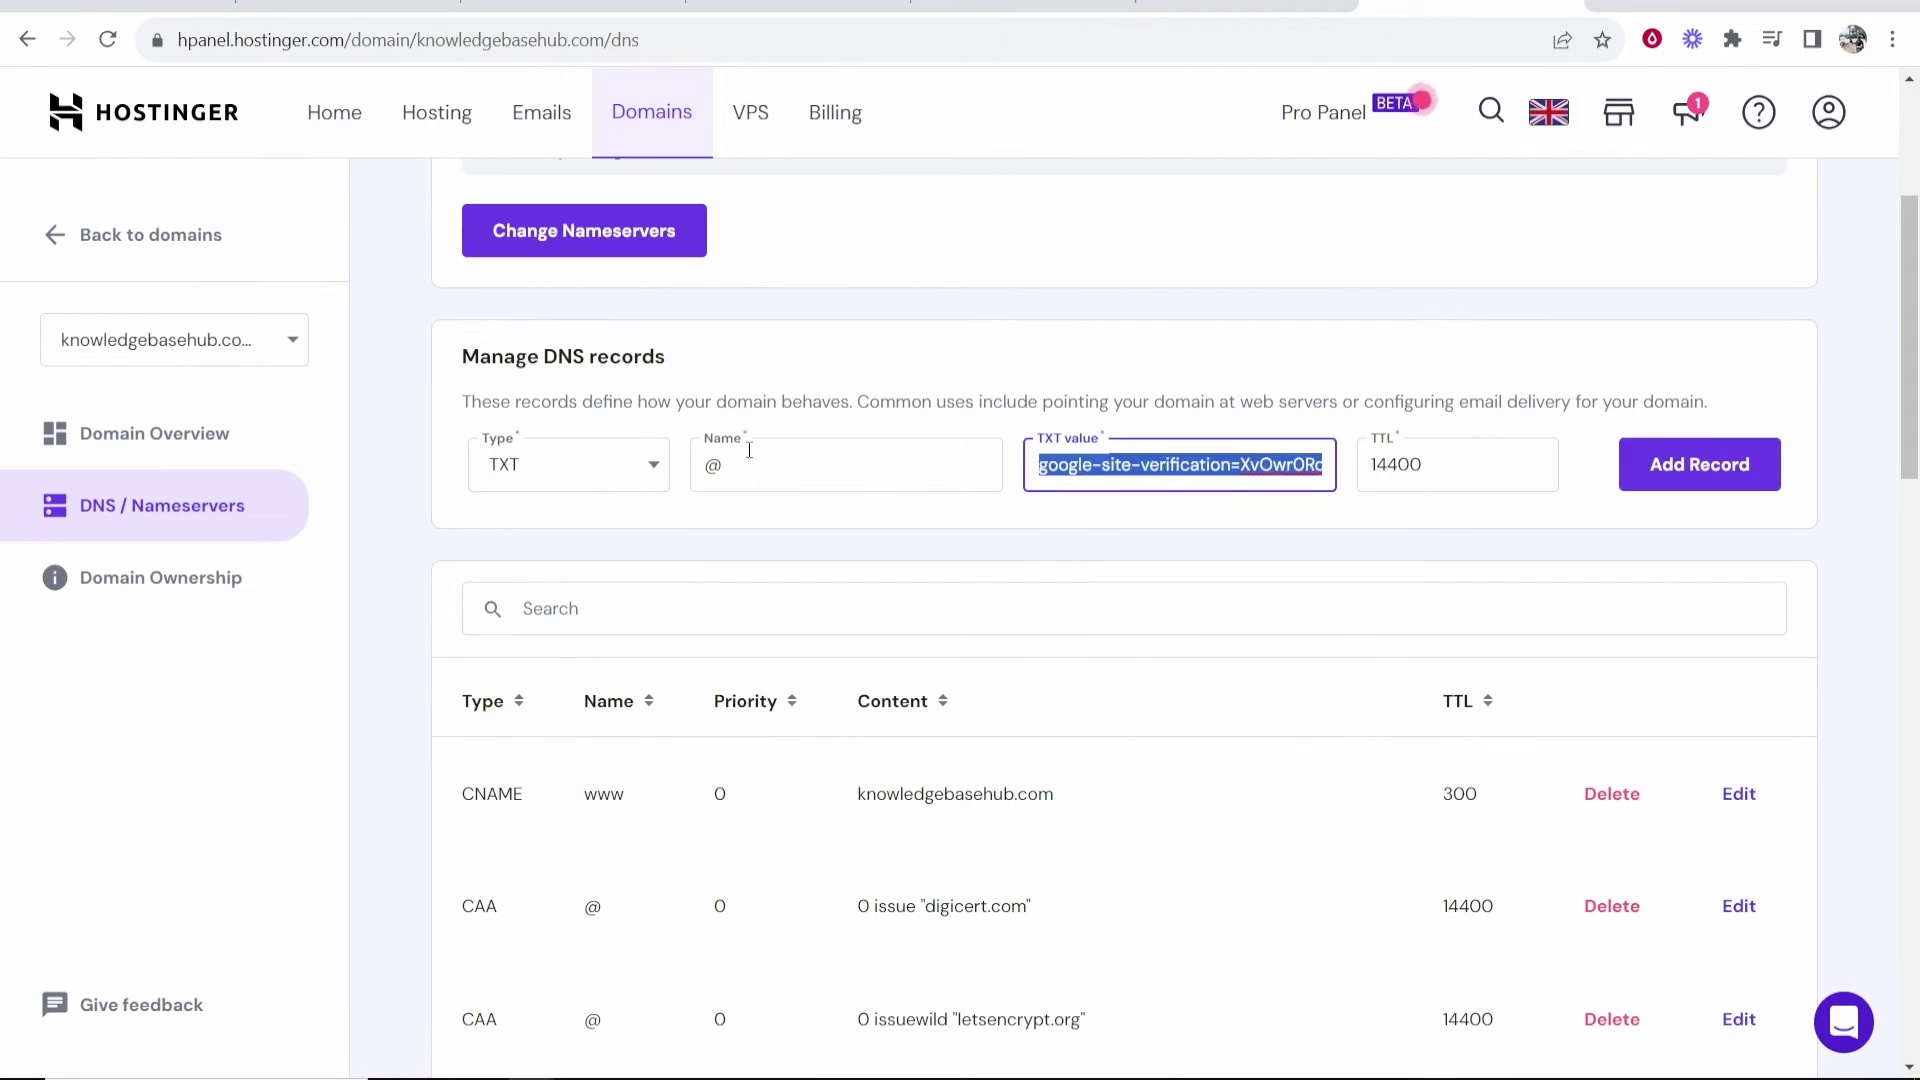 hpanel.hostinger.com/domain/knowledgebasehub.com/dns
HOSTINGER
Home
Hosting
Emails
Domains
VPS
Billing
Pro Panel
BETA
1
Back to domains
Change Nameservers
knowledgebasehub.co...
Manage DNS records
These records define how your domain behaves. Common uses include pointing your domain at web servers or configuring email delivery for your domain.
Type* Name* TXT value* TTL*
TXT @ google-site-verification=XvOwr0Rc 14400 Add Record
Domain Overview
DNS / Nameservers
Domain Ownership
Search
Type Name Priority Content TTL
CNAME www 0 knowledgebasehub.com 300 Delete Edit
CAA @ 0 0 issue "digicert.com" 14400 Delete Edit
CAA @ 0 0 issuewild "letsencrypt.org" 14400 Delete Edit
Give feedback